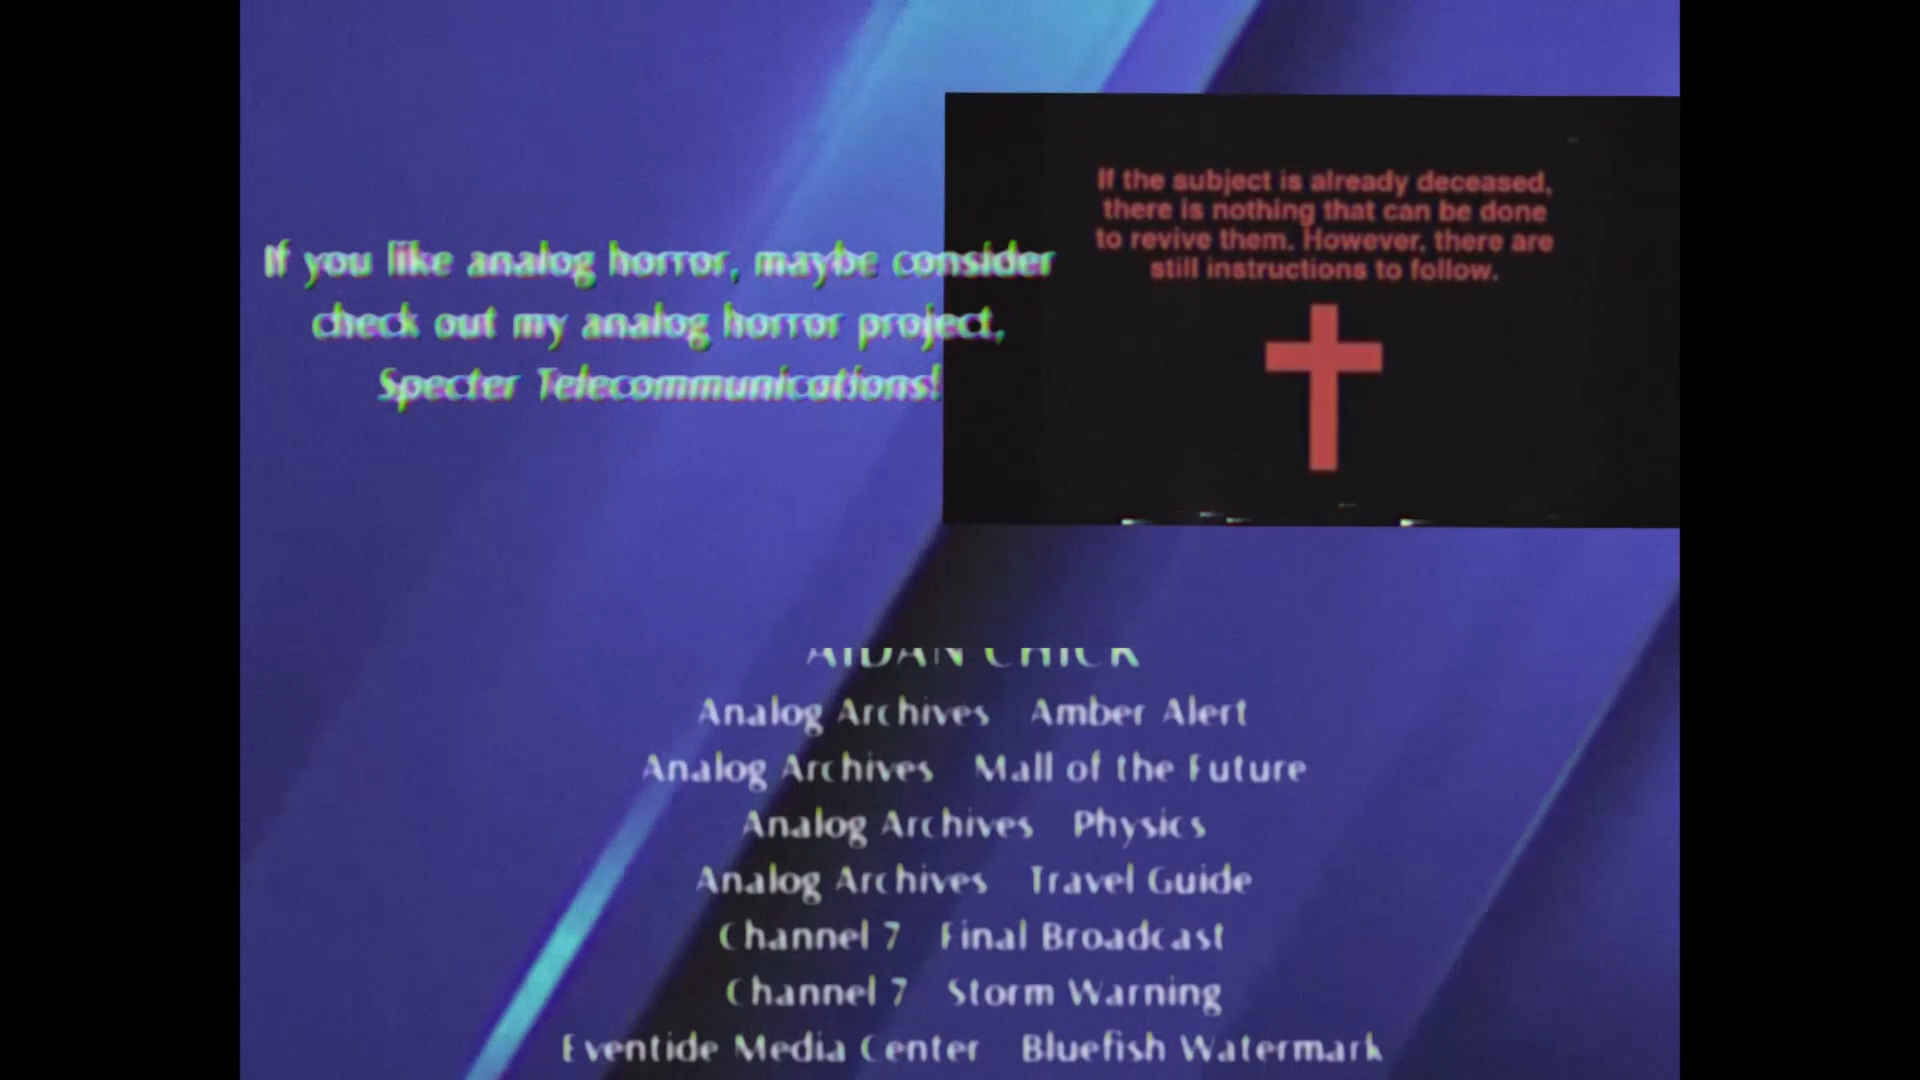 If the subject is already deceased,
there is nothing that can be done
to revive them. However, there are
still instructions to follow.
If you like analog horror, maybe consider
check out my analog horror project,
Specter Telecommunications!
AIDAN CHICK
Analog Archives Amber Alert
Analog Archives Mall of the Future
Analog Archives Physics
Analog Archives Travel Guide
Channel 7 Final Broadcast
Channel 7 Storm Warning
Eventide Media Center Bluefish Watermark